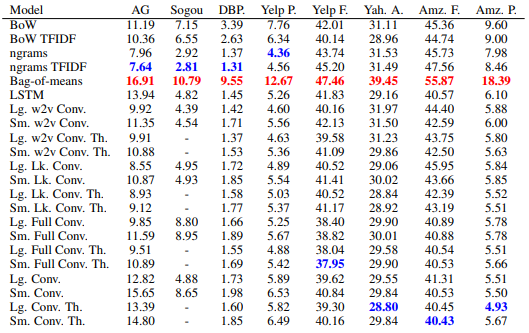 Model AG Sogou DBP. Yelp P. Yelp F. Yah. A. Amz. F. Amz. P.
BoW 11.19 7.15 3.39 7.76 42.01 31.11 45.36 9.60
BoW TFIDF 10.36 6.55 2.63 6.34 40.14 28.96 44.74 9.00
ngrams 7.96 2.92 1.37 4.36 43.74 31.53 45.73 7.98
ngrams TFIDF 7.64 2.81 1.31 4.56 45.20 31.49 47.56 8.46
Bag-of-means 16.91 10.79 9.55 12.67 47.46 39.45 55.87 18.39
LSTM 13.94 4.82 1.45 5.26 41.83 29.16 40.57 6.10
Lg. w2v Conv. 9.92 4.39 1.42 4.60 40.16 31.97 44.40 5.88
Sm. w2v Conv. 11.35 4.54 1.71 5.56 42.13 31.50 42.59 6.00
Lg. w2v Conv. Th. 9.91 - 1.37 4.63 39.58 31.23 43.75 5.80
Sm. w2v Conv. Th. 10.88 - 1.53 5.36 41.09 29.86 42.50 5.63
Lg. Lk. Conv. 8.55 4.95 1.72 4.89 40.52 29.06 45.95 5.84
Sm. Lk. Conv. 10.87 4.93 1.85 5.54 41.41 30.02 43.66 5.85
Lg. Lk. Conv. Th. 8.93 - 1.58 5.03 40.52 28.84 42.39 5.52
Sm. Lk. Conv. Th. 9.12 - 1.77 5.37 41.17 28.92 43.19 5.51
Lg. Full Conv. 9.85 8.80 1.66 5.25 38.40 29.90 40.89 5.78
Sm. Full Conv. 11.59 8.95 1.89 5.67 38.82 30.01 40.88 5.78
Lg. Full Conv. Th. 9.51 - 1.55 4.88 38.04 29.58 40.54 5.51
Sm. Full Conv. Th. 10.89 - 1.69 5.42 37.95 29.90 40.53 5.66
Lg. Conv. 12.82 4.88 1.73 5.89 39.62 29.55 41.31 5.51
Sm. Conv. 15.65 8.65 1.98 6.53 40.84 29.84 40.53 5.50
Lg. Conv. Th. 13.39 - 1.60 5.82 39.30 28.80 40.45 4.93
Sm. Conv. Th. 14.80 - 1.85 6.49 40.16 29.84 40.43 5.67